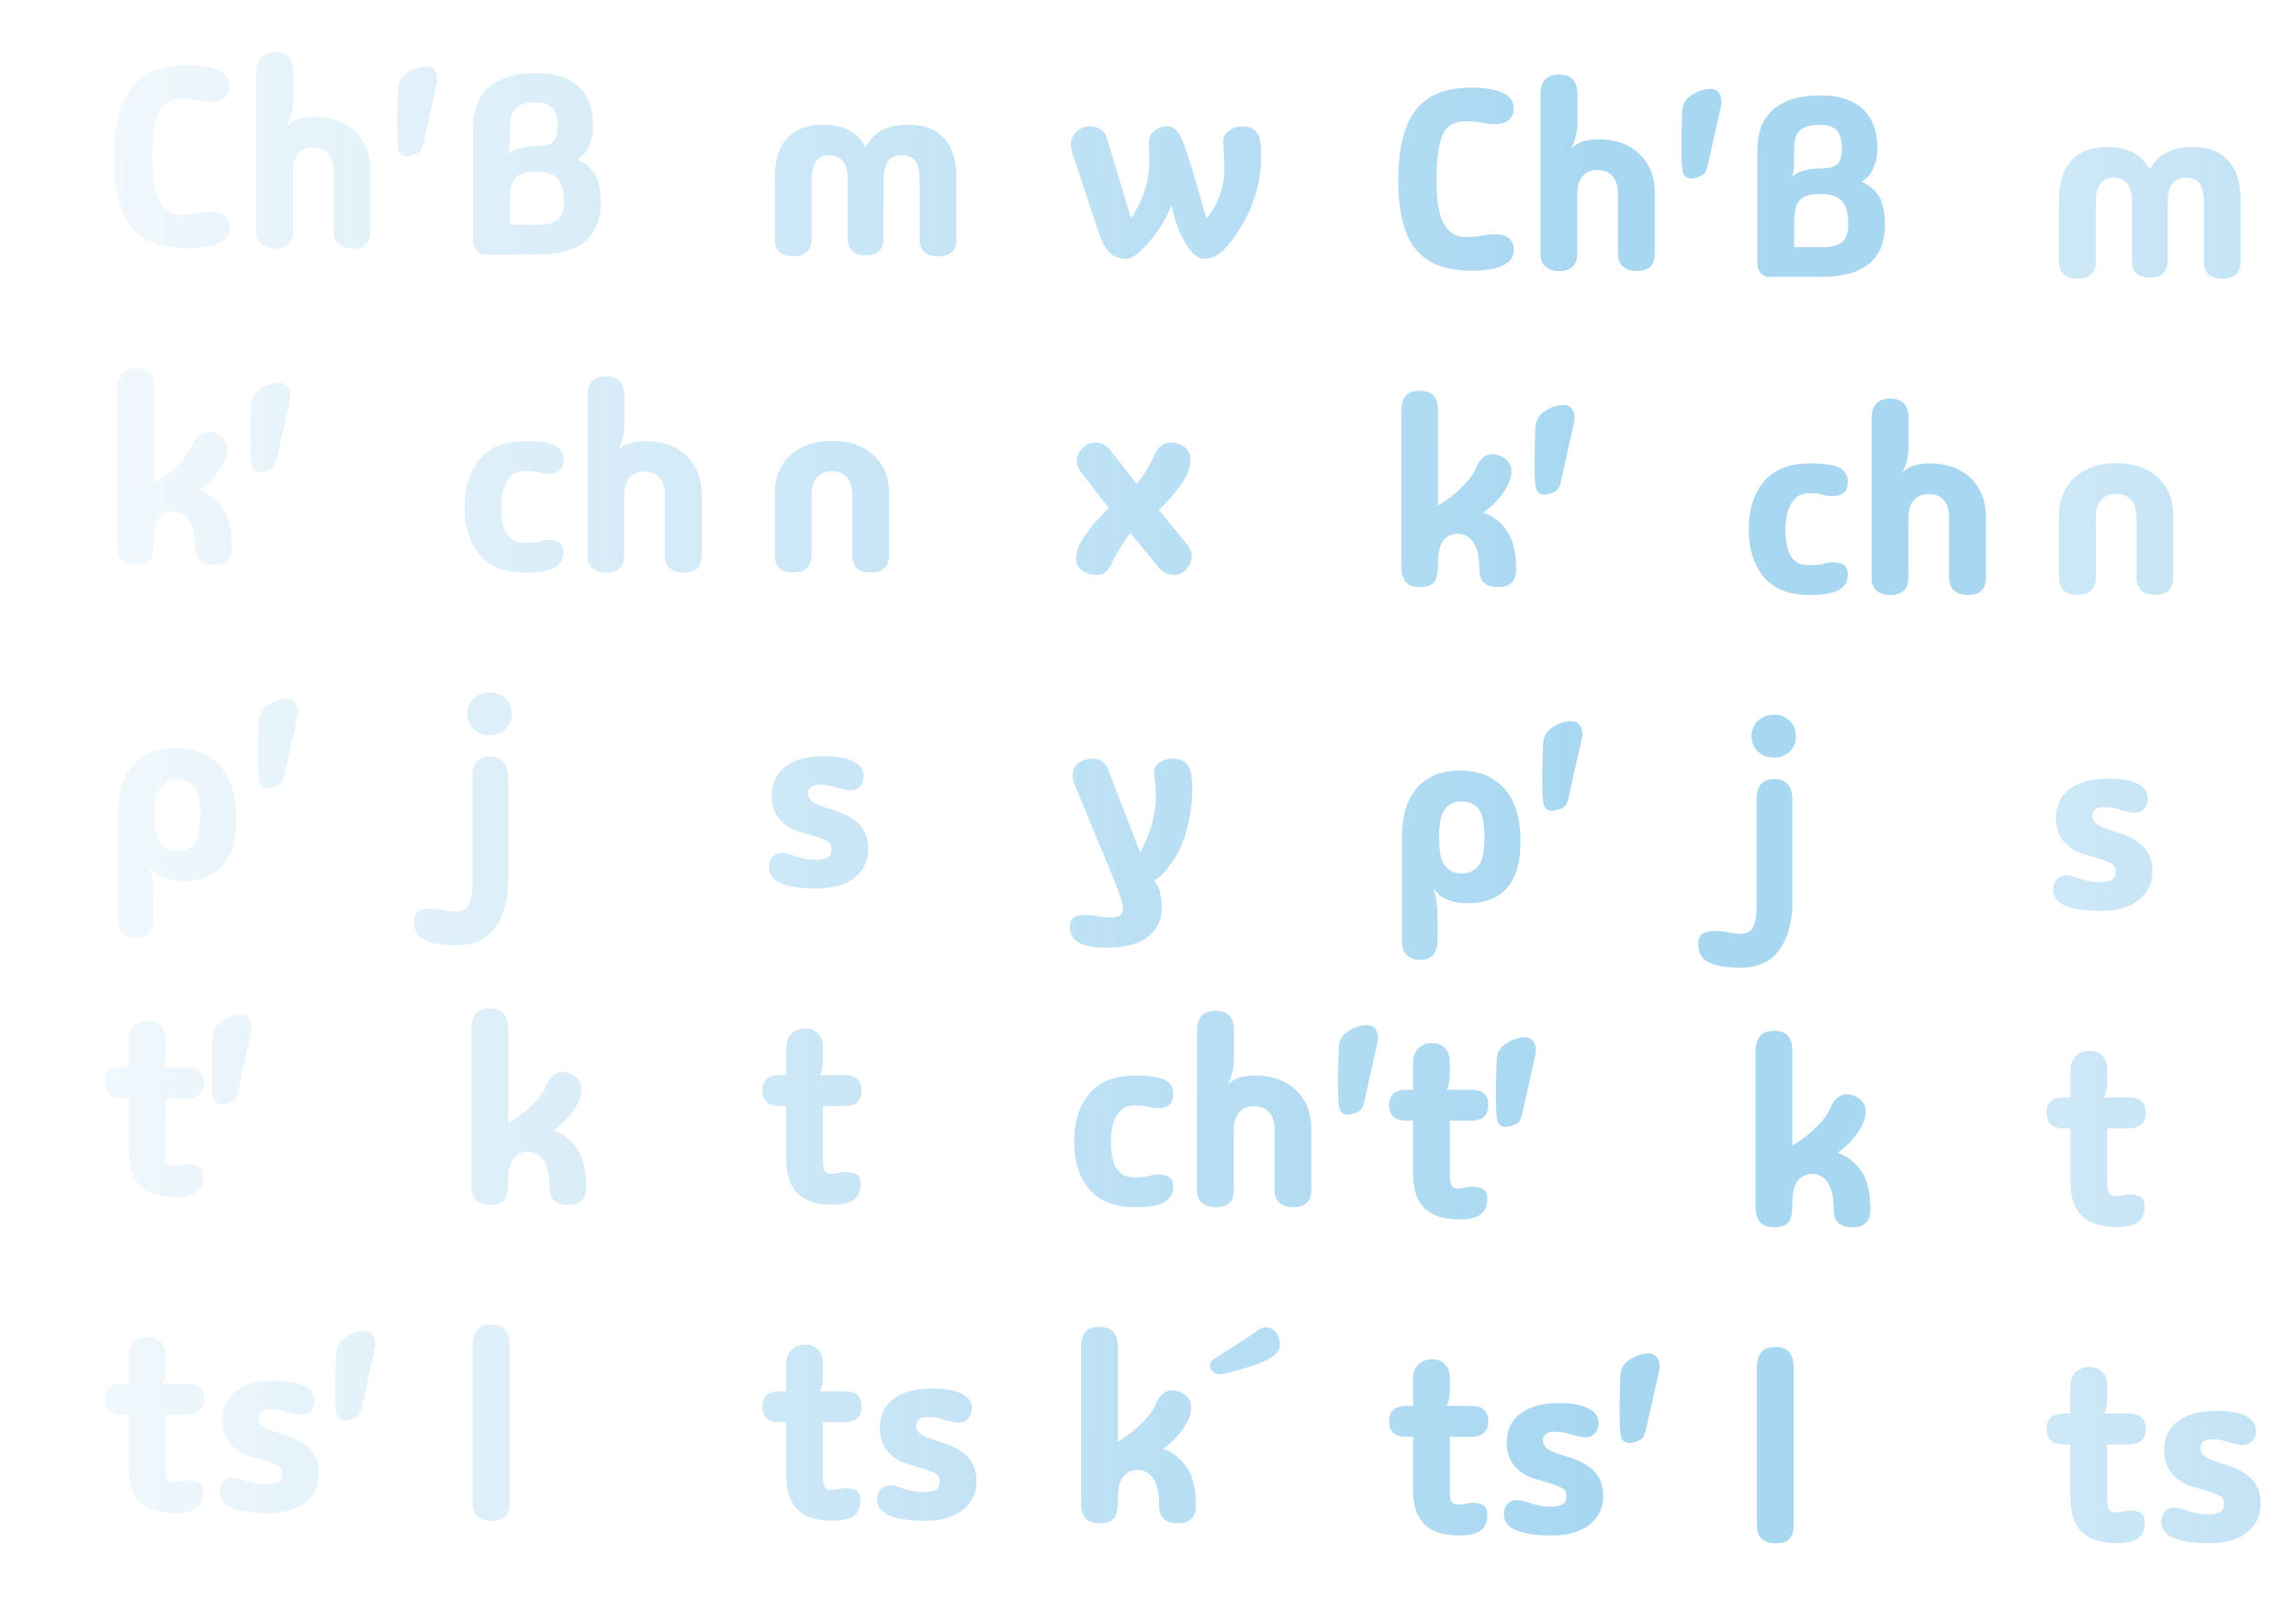 Ch' B m w Ch' B m
k' ch n x k' ch n
p' j s y p' j s
t' k t ch' t' k t
ts' l ts k´ ts' l ts